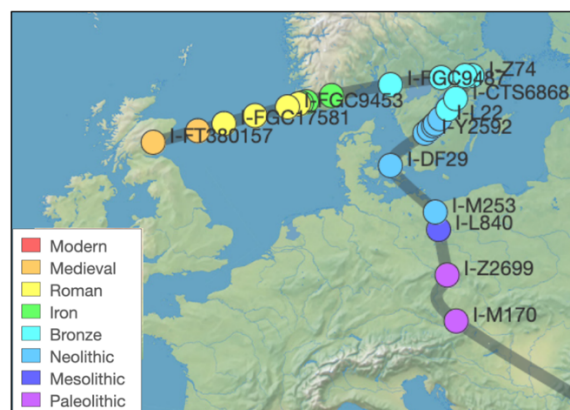 I-Z74
I-FGC9487
I-CTS6868
I-FGC9453
I-L22
I-FGC17581
I-Y2592
I-FT380157
I-DF29
I-M253
I-L840
I-Z2699
I-M170
Modern
Medieval
Roman
Iron
Bronze
Neolithic
Mesolithic
Paleolithic